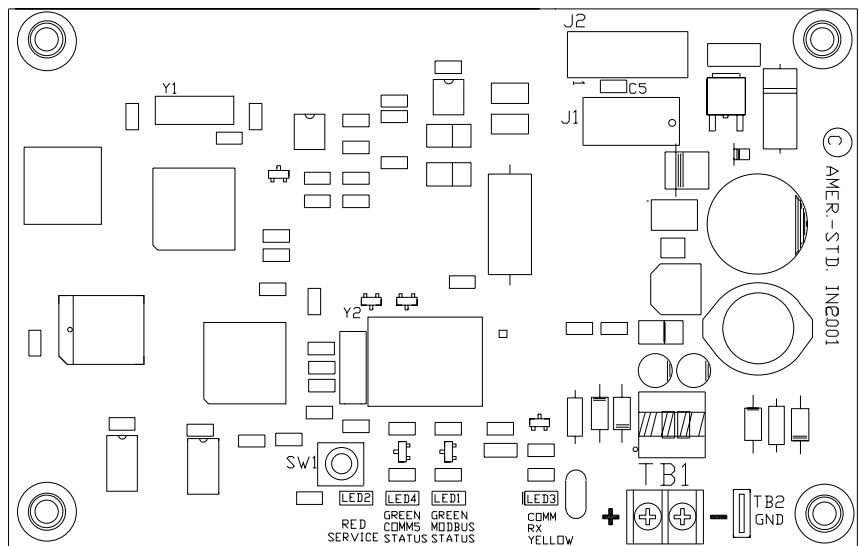 J2
C5
Y1
J1
© AMER.-STD. IN2001
Y2
SW1
TB1
LED2
LED4
LED1
LED3
+
-
TB2
GND
RED
SERVICE
GREEN
COMM5
STATUS
GREEN
MODBUS
STATUS
COMM
RX
YELLOW